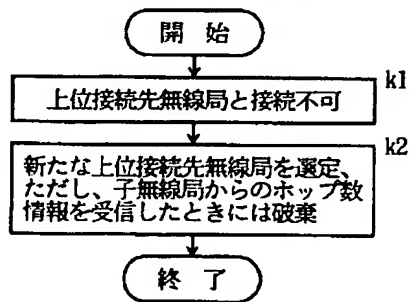 開 始
k1
上位接続先無線局と接続不可
k2
新たな上位接続先無線局を選定、
ただし、子無線局からのホップ数
情報を受信したときには破棄
終 了